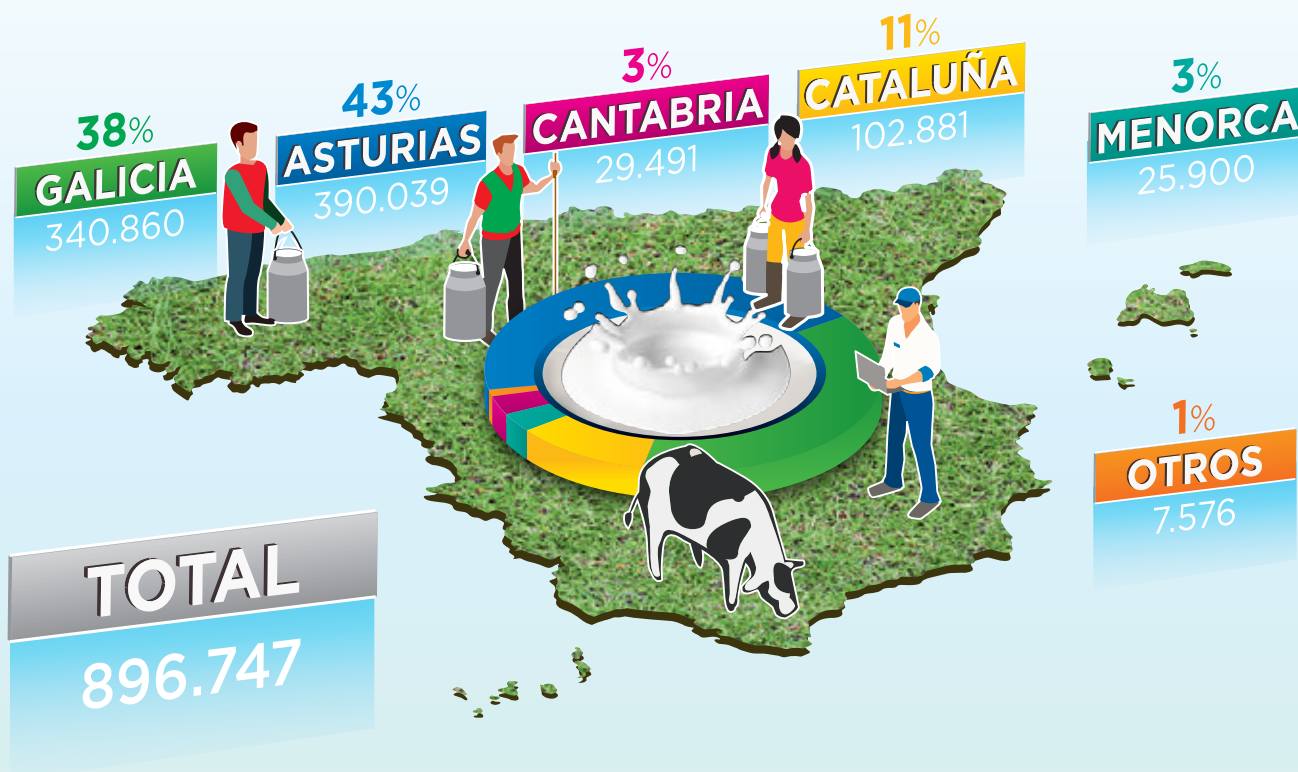 38%
GALICIA
340.860
43%
ASTURIAS
390.039
3%
CANTABRIA
29.491
11%
CATALUÑA
102.881
3%
MENORCA
25.900
1%
OTROS
7.576
TOTAL
896.747